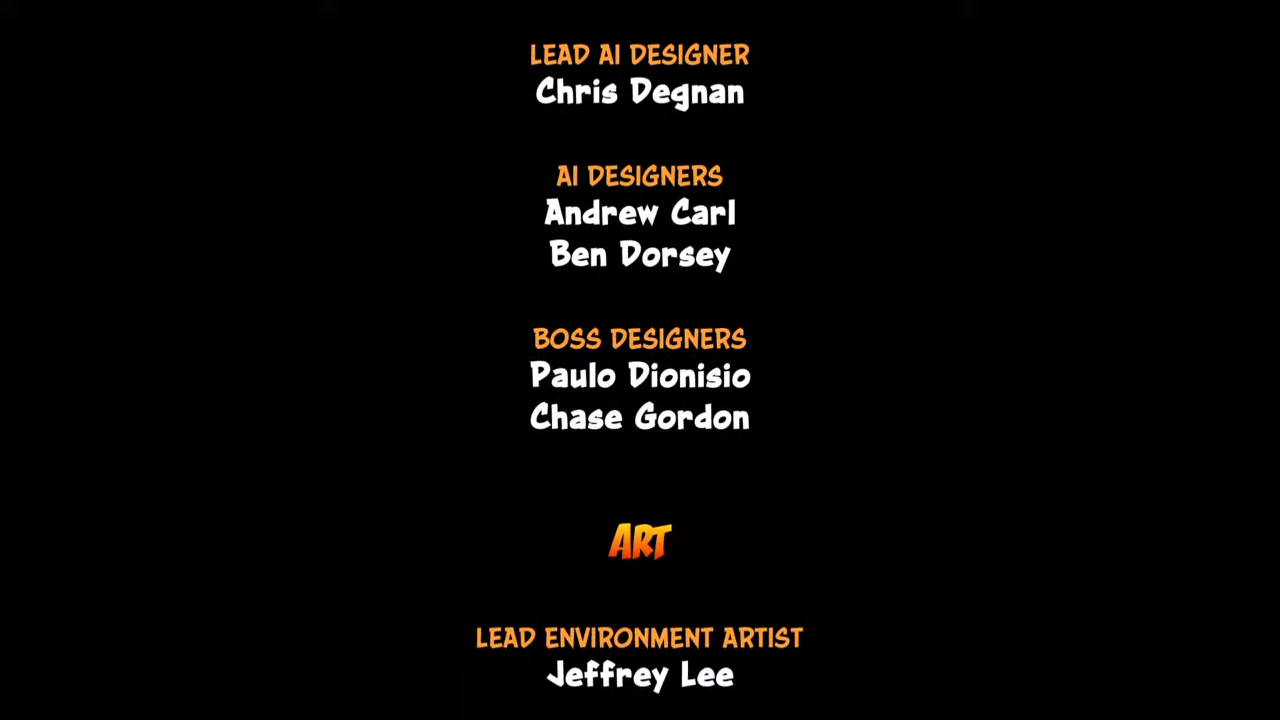 LEAD AI DESIGNER
Chris Degnan
AI DESIGNERS
Andrew Carl
Ben Dorsey
BOSS DESIGNERS
Paulo Dionisio
Chase Gordon
ART
LEAD ENVIRONMENT ARTIST
Jeffrey Lee